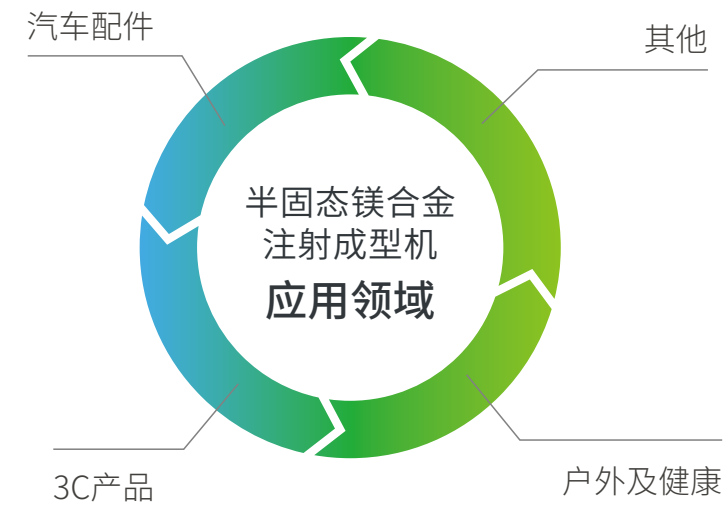 汽车配件
其他
半固态镁合金
注射成型机
应用领域
3C产品
户外及健康